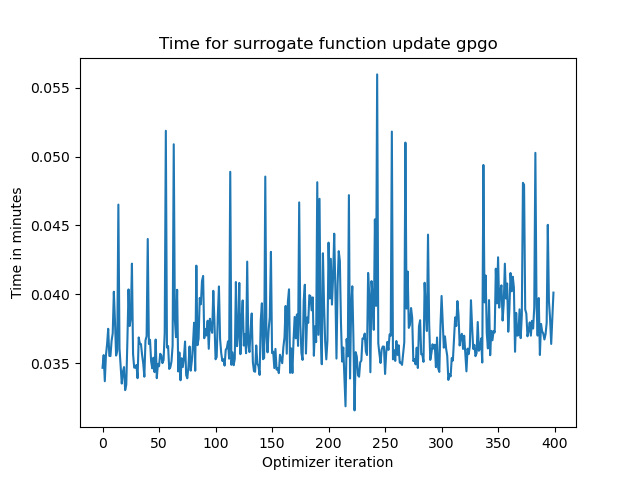 Time for surrogate function update gpgo
0.055
0.050
0.045
0.040
0.035
Time in minutes
0 50 100 150 200 250 300 350 400
Optimizer iteration